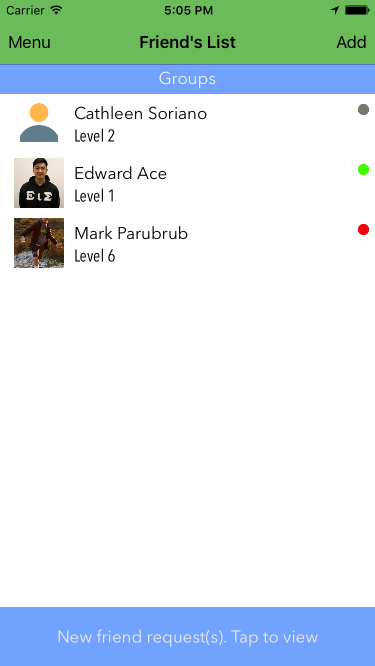 Carrier 5:05 PM
Menu Friend's List Add
Groups
Cathleen Soriano
Level 2
Edward Ace
Level 1
ΕΙΣ
Mark Parubrub
Level 6
New friend request(s). Tap to view